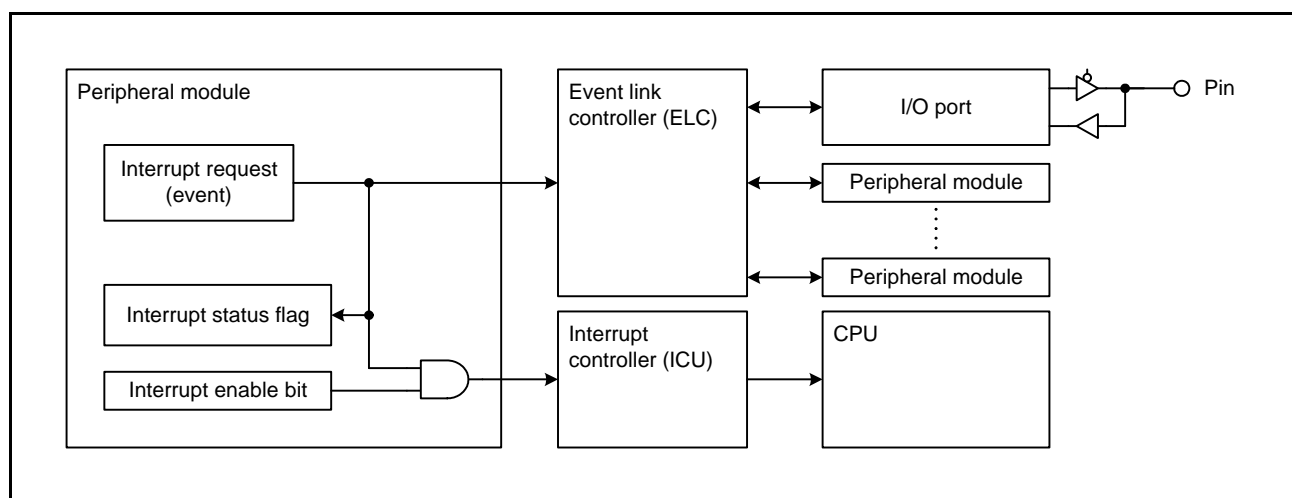 Peripheral module
Interrupt request
(event)
Interrupt status flag
Interrupt enable bit
Event link
controller (ELC)
Interrupt
controller (ICU)
I/O port
Pin
Peripheral module
Peripheral module
CPU